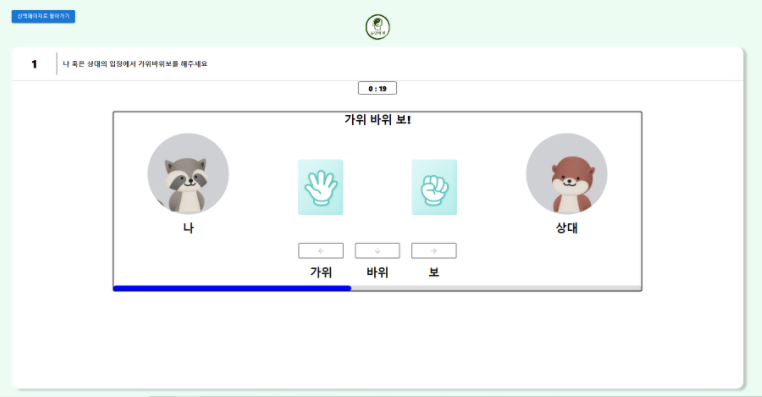 선택페이지로 돌아가기
1
나 혹은 상대의 입장에서 가위바위보를 해주세요
0 : 19
가위 바위 보!
나
상대
가위 바위 보